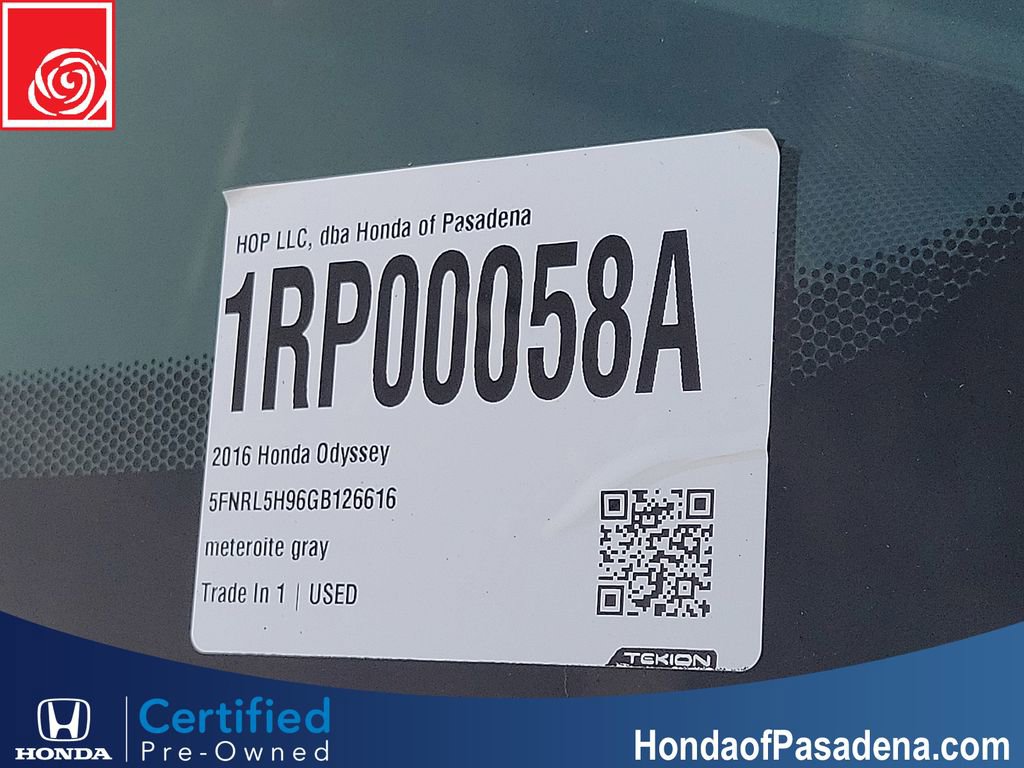 HOP LLC, dba Honda of Pasadena
1RP00058A
2016 Honda Odyssey
5FNRL5H96GB126616
meteroite gray
Trade In 1 | USED
TEKION
HONDA
Certified
Pre-Owned
HondaofPasadena.com